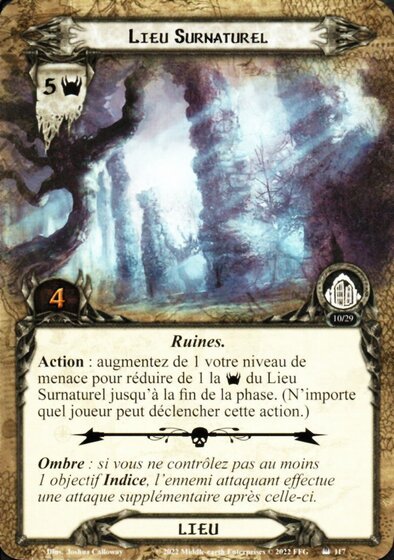 Lieu Surnaturel
5
4
10/29
Ruines.
Action : augmentez de 1 votre niveau de
menace pour réduire de 1 la du Lieu
Surnaturel jusqu'à la fin de la phase. (N'importe
quel joueur peut déclencher cette action.)
Ombre : si vous ne contrôlez pas au moins
1 objectif Indice, l'ennemi attaquant effectue
une attaque supplémentaire après celle-ci.
LIEU
Illus. Joshua Calloway © 2022 Middle-earth Enterprises © 2022 FFG 117